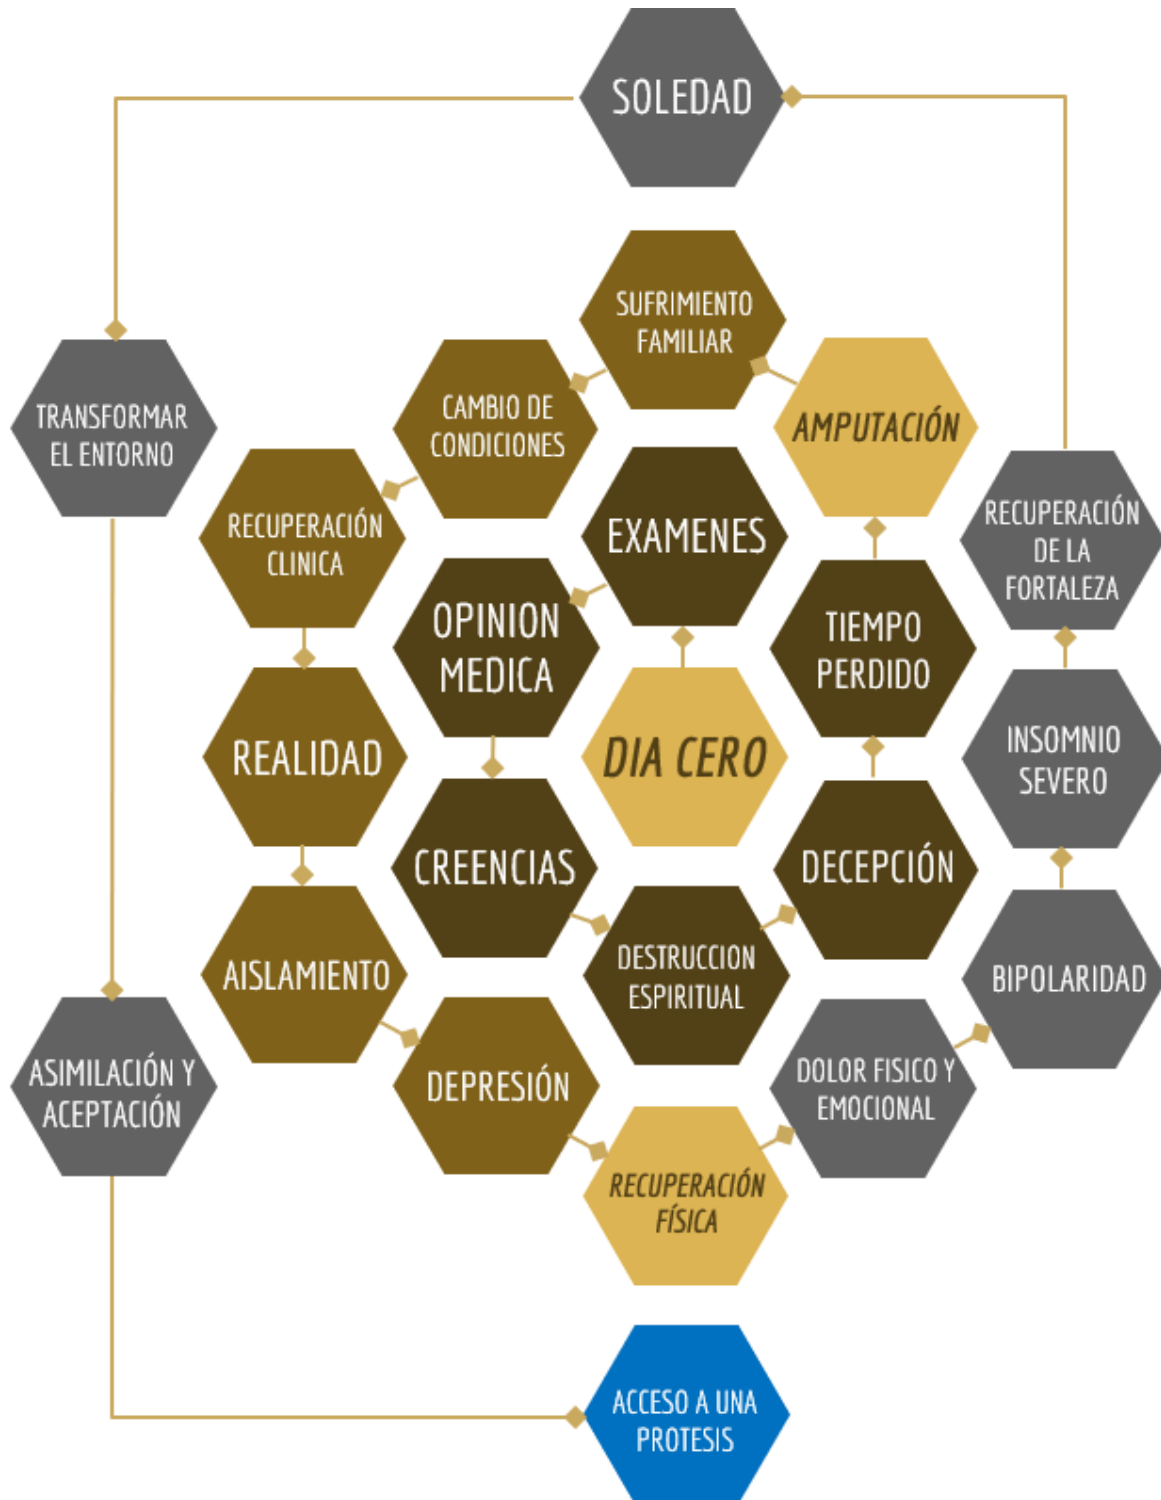 SOLEDAD
SUFRIMIENTO
FAMILIAR
CAMBIO DE
CONDICIONES
AMPUTACIÓN
TRANSFORMAR
EL ENTORNO
RECUPERACIÓN
CLINICA
EXAMENES
RECUPERACIÓN
DE LA
FORTALEZA
OPINION
MEDICA
TIEMPO
PERDIDO
REALIDAD
DIA CERO
INSOMNIO
SEVERO
CREENCIAS
DECEPCIÓN
AISLAMIENTO
DESTRUCCION
ESPIRITUAL
BIPOLARIDAD
ASIMILACIÓN Y
ACEPTACIÓN
DEPRESIÓN
DOLOR FISICO Y
EMOCIONAL
RECUPERACIÓN
FÍSICA
ACCESO A UNA
PROTESIS